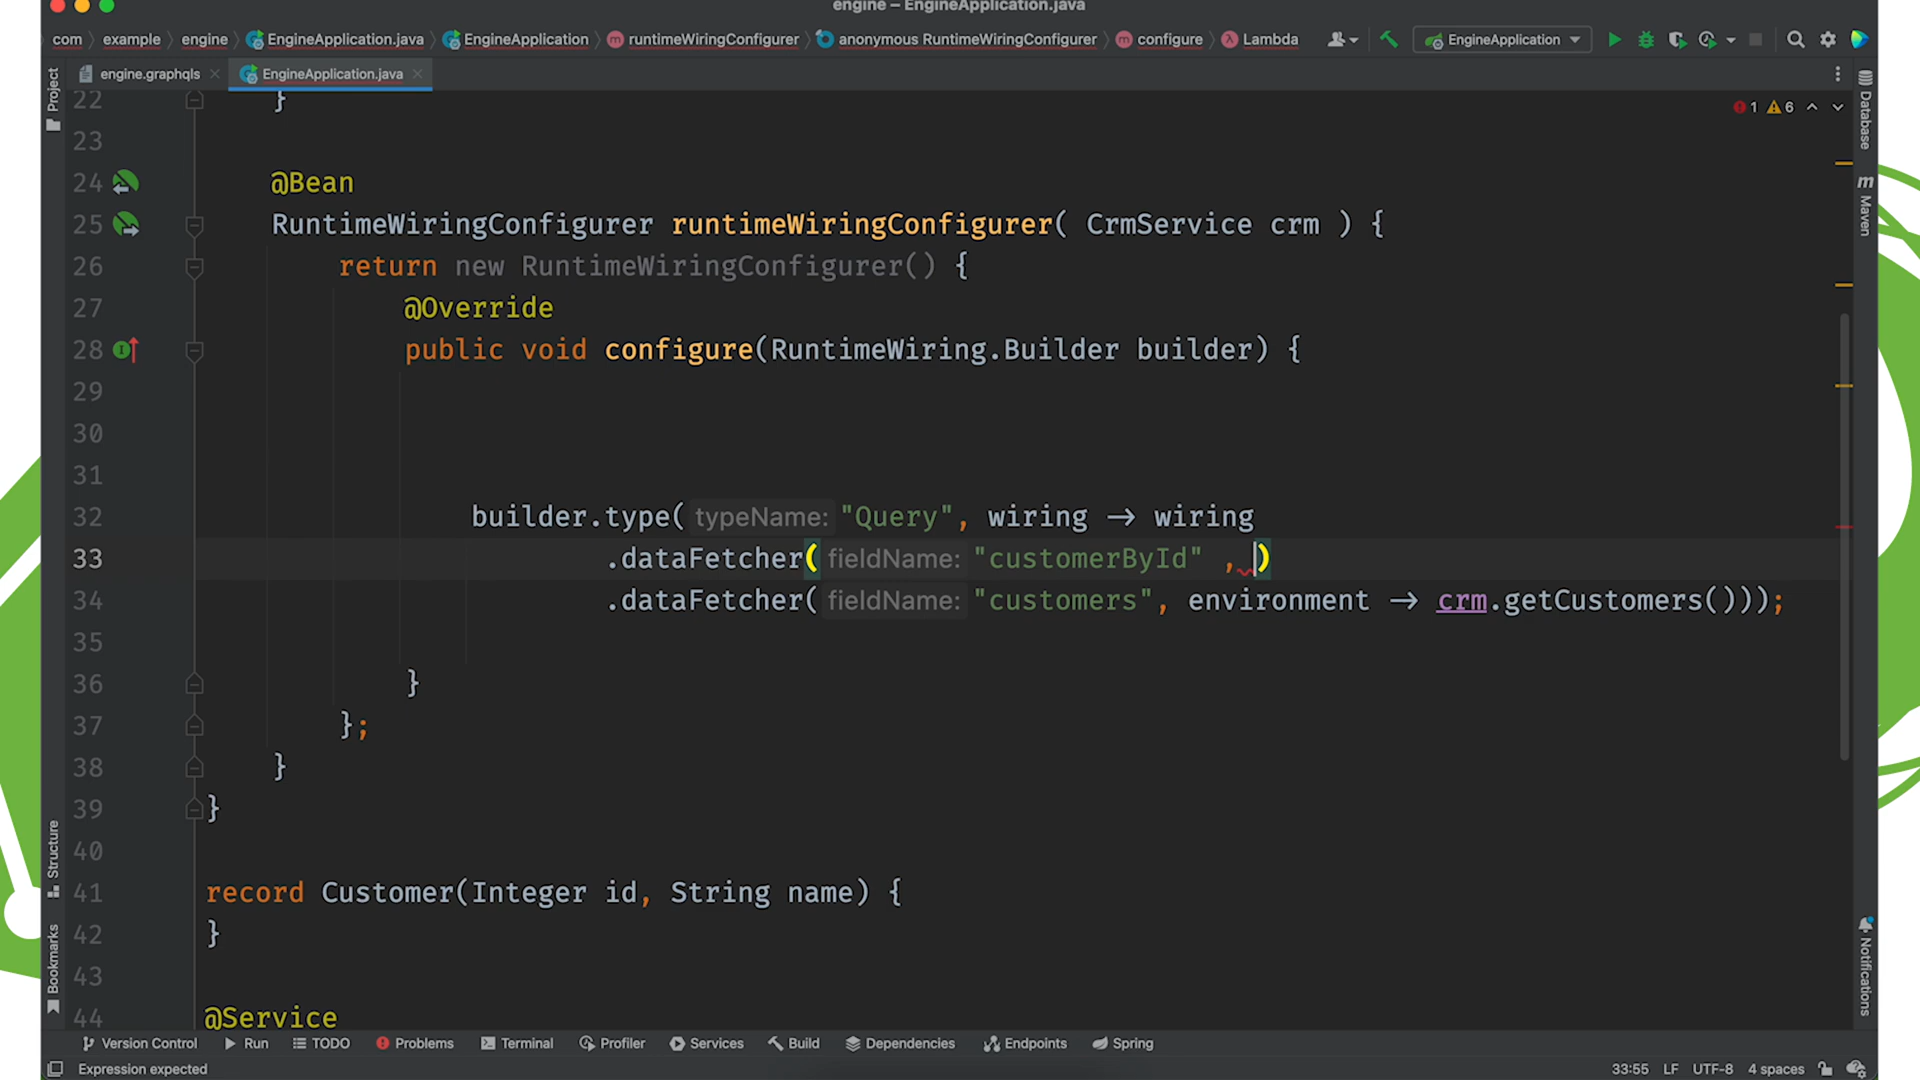 engine – EngineApplication.java
com example engine EngineApplication.java EngineApplication runtimeWiringConfigurer anonymous RuntimeWiringConfigurer configure Lambda EngineApplication
engine.graphqls EngineApplication.java
Project
Structure
Bookmarks
22 }
1 6
23
24 @Bean
25 RuntimeWiringConfigurer runtimeWiringConfigurer( CrmService crm ) {
26 return new RuntimeWiringConfigurer() {
27 @Override
28 public void configure(RuntimeWiring.Builder builder) {
29
30
31
32 builder.type( typeName: "Query", wiring → wiring
33 .dataFetcher( fieldName: "customerById" , )
34 .dataFetcher( fieldName: "customers", environment → crm.getCustomers()));
35
36 }
37 };
38 }
39 }
40
41 record Customer(Integer id, String name) {
42 }
43
44 @Service
Database
m Maven
Notifications
Version Control Run TODO Problems Terminal Profiler Services Build Dependencies Endpoints Spring
Expression expected 33:55 LF UTF-8 4 spaces